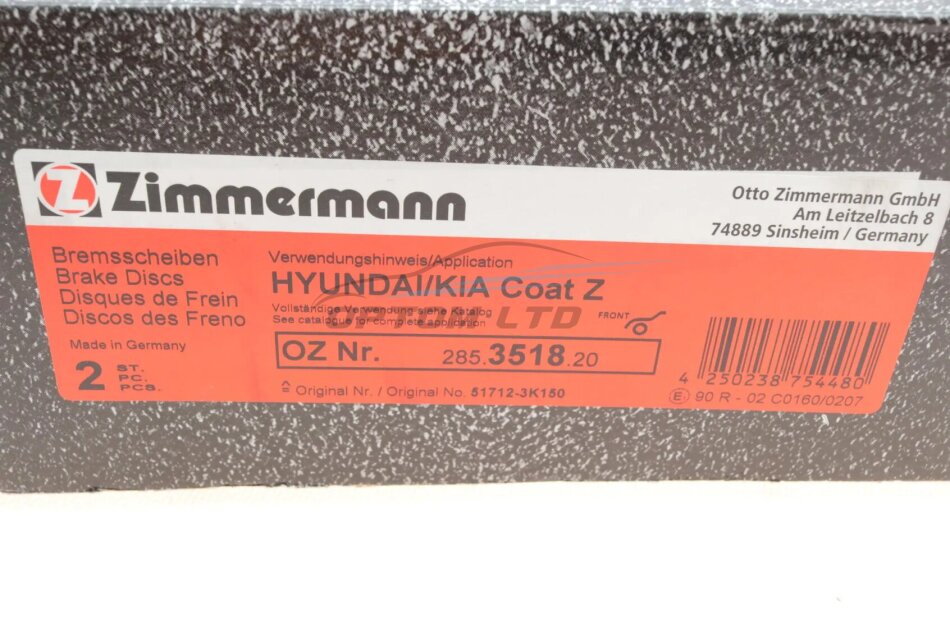 Z Zimmermann
Otto Zimmermann GmbH
Am Leitzelbach 8
74889 Sinsheim / Germany
Bremsscheiben
Brake Discs
Disques de Frein
Discos des Freno
Made in Germany
2 ST.
PC.
PCS.
Verwendungshinweis/Application
HYUNDAI/KIA Coat Z
Vollständige Verwendung siehe Katalog
See catalogue for complete application
LTD
FRONT
OZ Nr. 285.3518.20
≙ Original Nr. / Original No. 51712-3K150
4 250238 754480
E 90 R - 02 C0160/0207